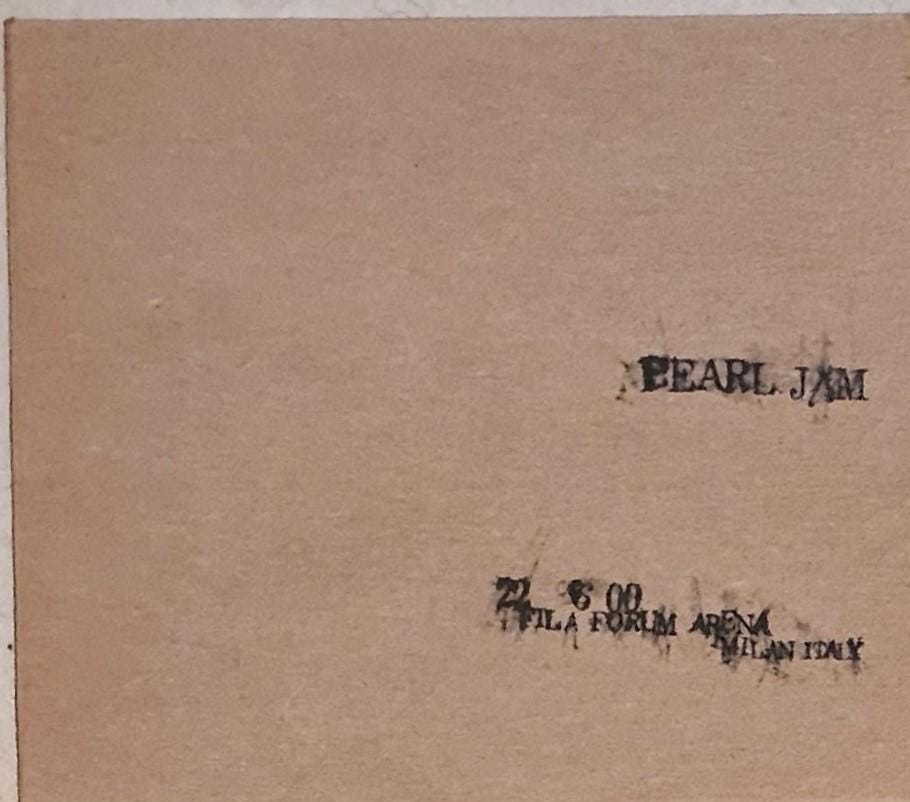 PEARL JAM
22 6 00
FILA FORUM ARENA
MILAN ITALY